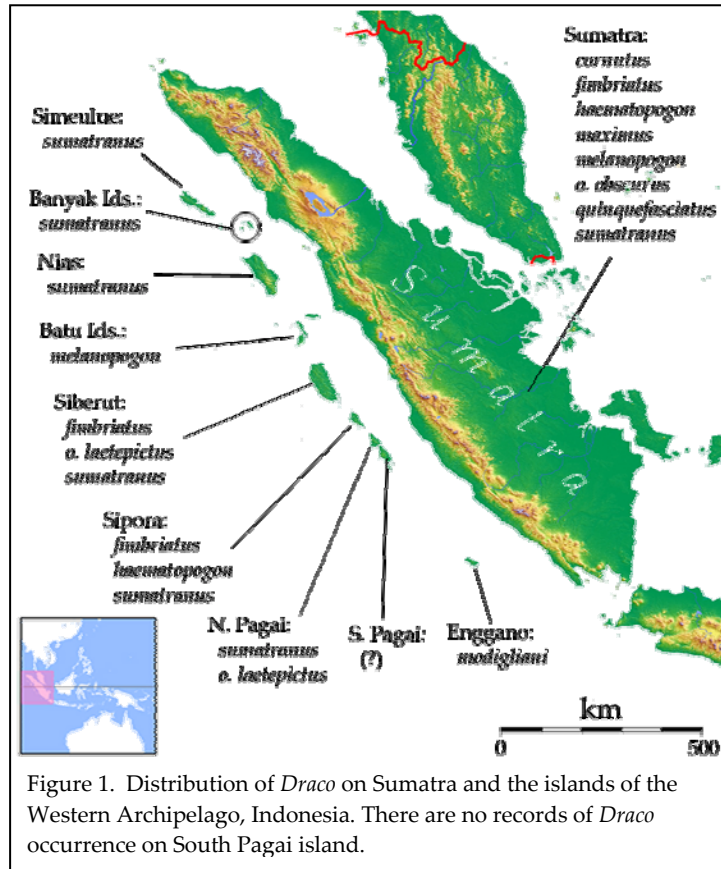 Sumatra:
cornutus
fimbriatus
haematopogon
maximus
melanopogon
o. obscurus
quinquefasciatus
sumatranus
Simeulue:
sumatranus
Banyak Ids.:
sumatranus
Nias:
sumatranus
Batu Ids.:
melanopogon
Siberut:
fimbriatus
o. laetepictus
sumatranus
Sipora:
fimbriatus
haematopogon
sumatranus
N. Pagai:
sumatranus
o. laetepictus
S. Pagai:
(?)
Enggano:
modigliani
Sumatra
km
0 500
Figure 1. Distribution of Draco on Sumatra and the islands of the
Western Archipelago, Indonesia. There are no records of Draco
occurrence on South Pagai island.